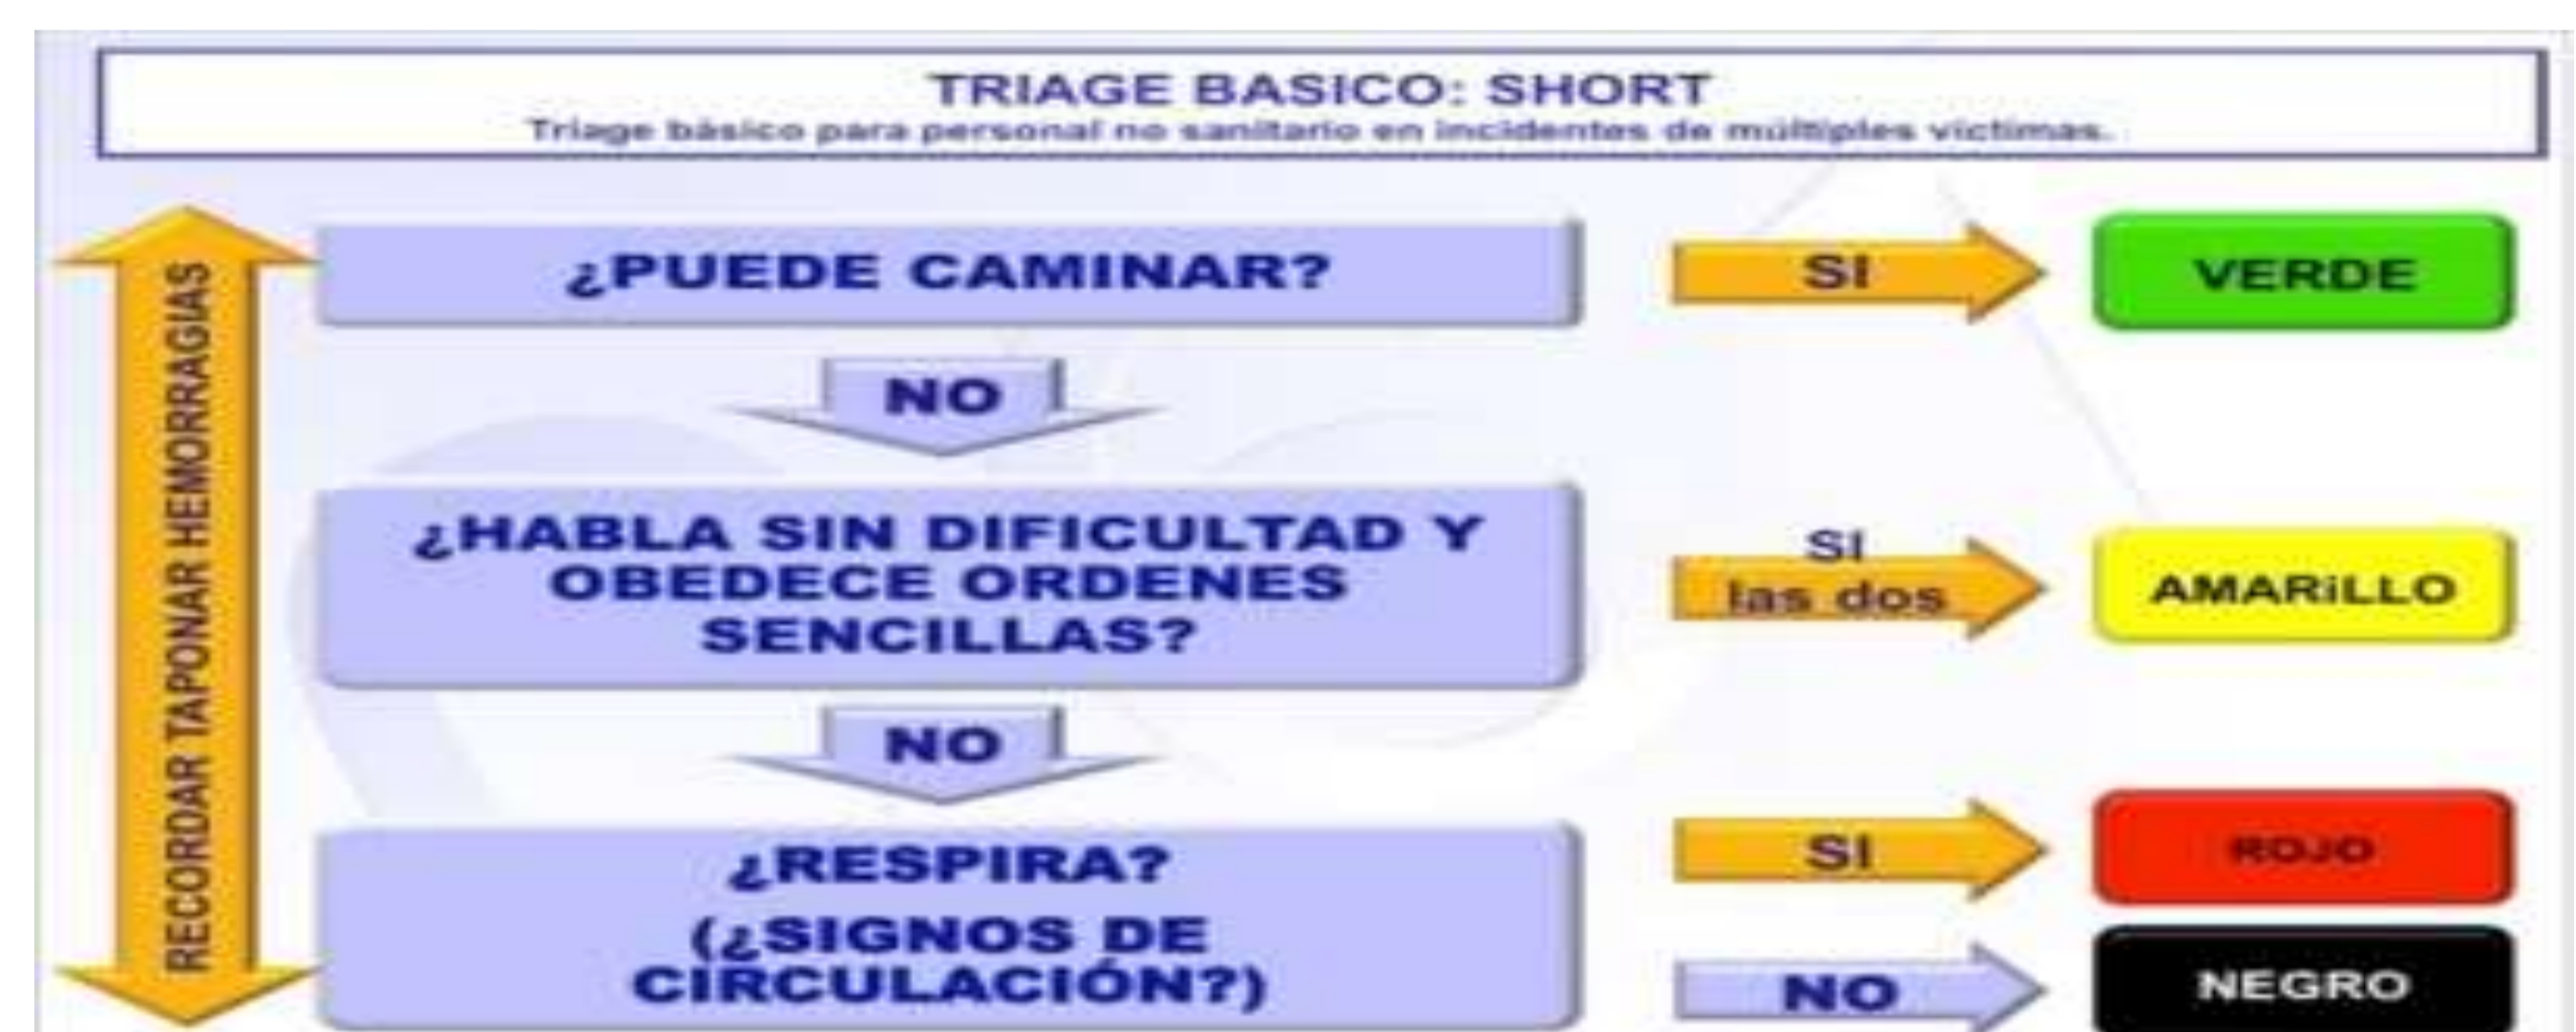 TRIAGE BASICO: SHORT
Triage básico para personal no sanitario en incidentes de múltiples víctimas.
RECORDAR TAPONAR HEMORRAGIAS
¿PUEDE CAMINAR?
SI
VERDE
NO
¿HABLA SIN DIFICULTAD Y
OBEDECE ORDENES
SENCILLAS?
SI
las dos
AMARiLLO
NO
¿RESPIRA?
(¿SIGNOS DE
CIRCULACIÓN?)
SI
ROJO
NO
NEGRO